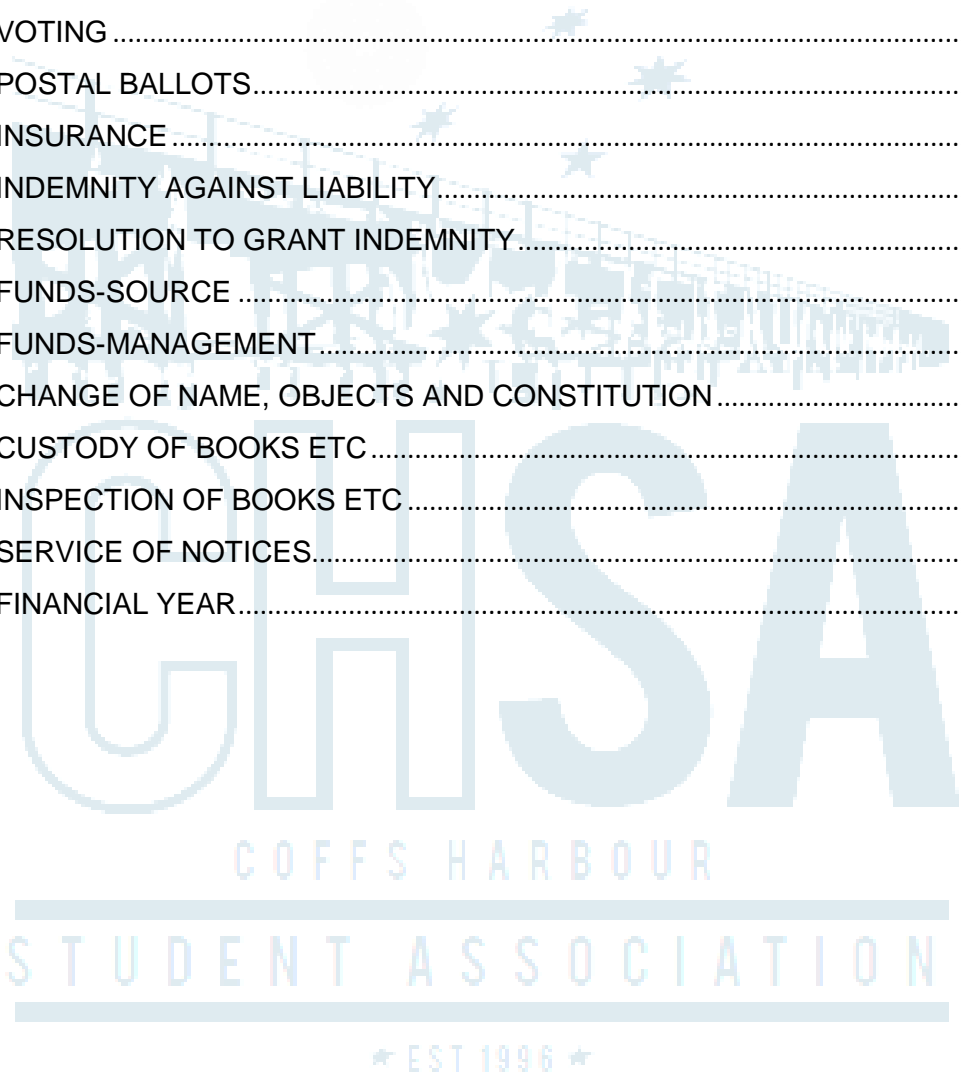 VOTING ..............................................................................................................
POSTAL BALLOTS.............................................................................................
INSURANCE .......................................................................................................
INDEMNITY AGAINST LIABILITY.......................................................................
RESOLUTION TO GRANT INDEMNITY.............................................................
FUNDS-SOURCE ...............................................................................................
FUNDS-MANAGEMENT.....................................................................................
CHANGE OF NAME, OBJECTS AND CONSTITUTION ....................................
CUSTODY OF BOOKS ETC ..............................................................................
INSPECTION OF BOOKS ETC ..........................................................................
SERVICE OF NOTICES......................................................................................
FINANCIAL YEAR...............................................................................................
CHSA
COFFS HARBOUR
STUDENT ASSOCIATION
EST 1996